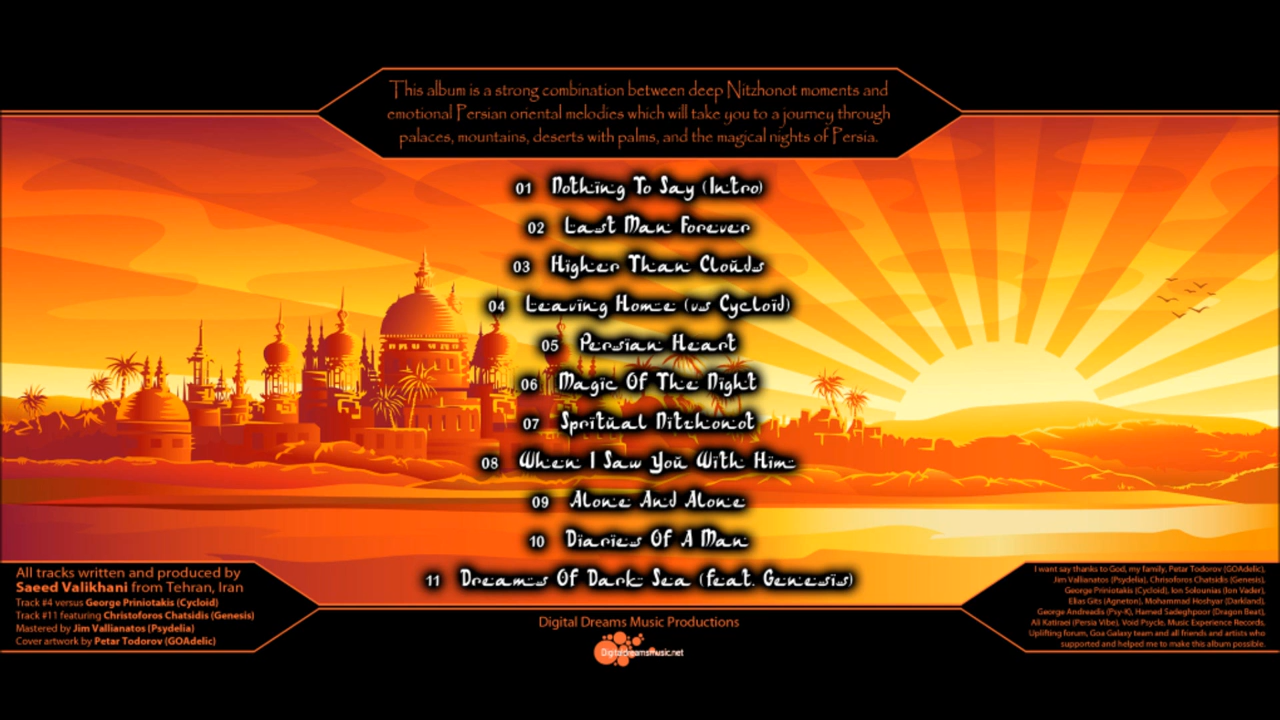 This album is a strong combination between deep Nitzhonot moments and
emotional Persian oriental melodies which will take you to a journey through
palaces, mountains, deserts with palms, and the magical nights of Persia.
01 Nothing To Say (Intro)
02 Last Man Forever
03 Higher Than Clouds
04 Leaving Home (vs Cycloid)
05 Persian Heart
06 Magic Of The Night
07 Spritual Nitzhonot
08 When I Saw You With Him
09 Alone And Alone
10 Diaries Of A Man
11 Dreams Of Dark Sea (feat. Genesis)
All tracks written and produced by
Saeed Valikhani from Tehran, Iran
Track #4 versus George Priniotakis (Cycloid)
Track #11 featuring Christoforos Chatsidis (Genesis)
Mastered by Jim Vallianatos (Psydelia)
Cover artwork by Petar Todorov (GOAdelic)
Digital Dreams Music Productions
Digitaldreamsmusic.net
I want say thanks to God, my family, Petar Todorov (GOAdelic),
Jim Vallianatos (Psydelia), Chrisoforos Chatsidis (Genesis),
George Priniotakis (Cycloid), Ion Solounias (Ion Vader),
Elias Gits (Agneton), Mohammad Hoshyar (Darkland),
George Andreadis (Psy-K), Hamed Sadeghpoor (Dragon Beat),
Ali Katiraei (Persia Vibe), Void Psycle, Music Experience Records,
Uplifting forum, Goa Galaxy team and all friends and artists who
supported and helped me to make this album possible.